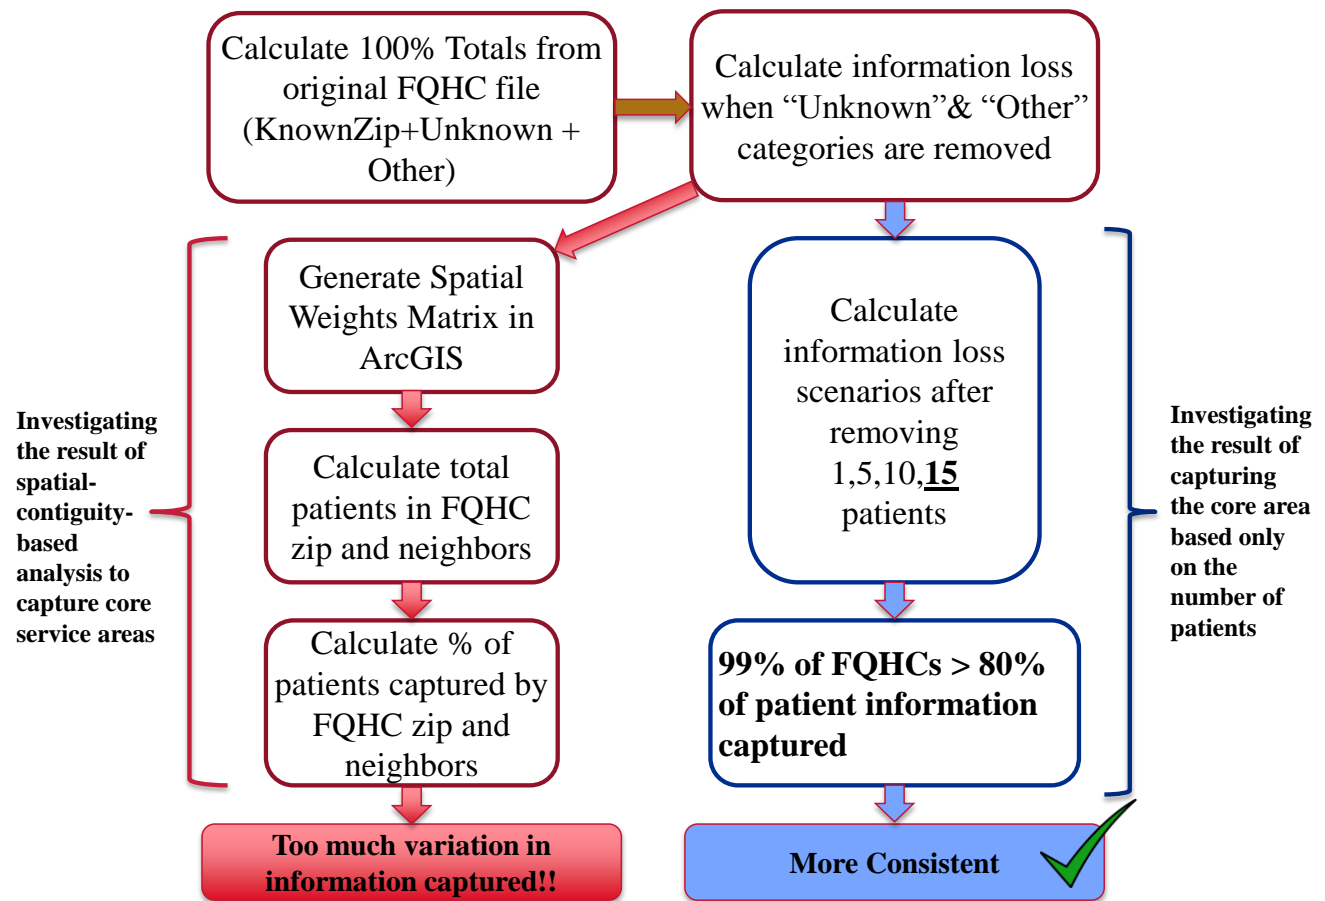 Calculate 100% Totals from
original FQHC file
(KnownZip+Unknown +
Other)
Calculate information loss
when “Unknown”& “Other”
categories are removed
Investigating
the result of
spatial-
contiguity-
based
analysis to
capture core
service areas
Generate Spatial
Weights Matrix in
ArcGIS
Calculate total
patients in FQHC
zip and neighbors
Calculate % of
patients captured by
FQHC zip and
neighbors
Too much variation in
information captured!!
Calculate
information loss
scenarios after
removing
1,5,10,15
patients
99% of FQHCs > 80%
of patient information
captured
More Consistent
Investigating
the result of
capturing
the core area
based only
on the
number of
patients